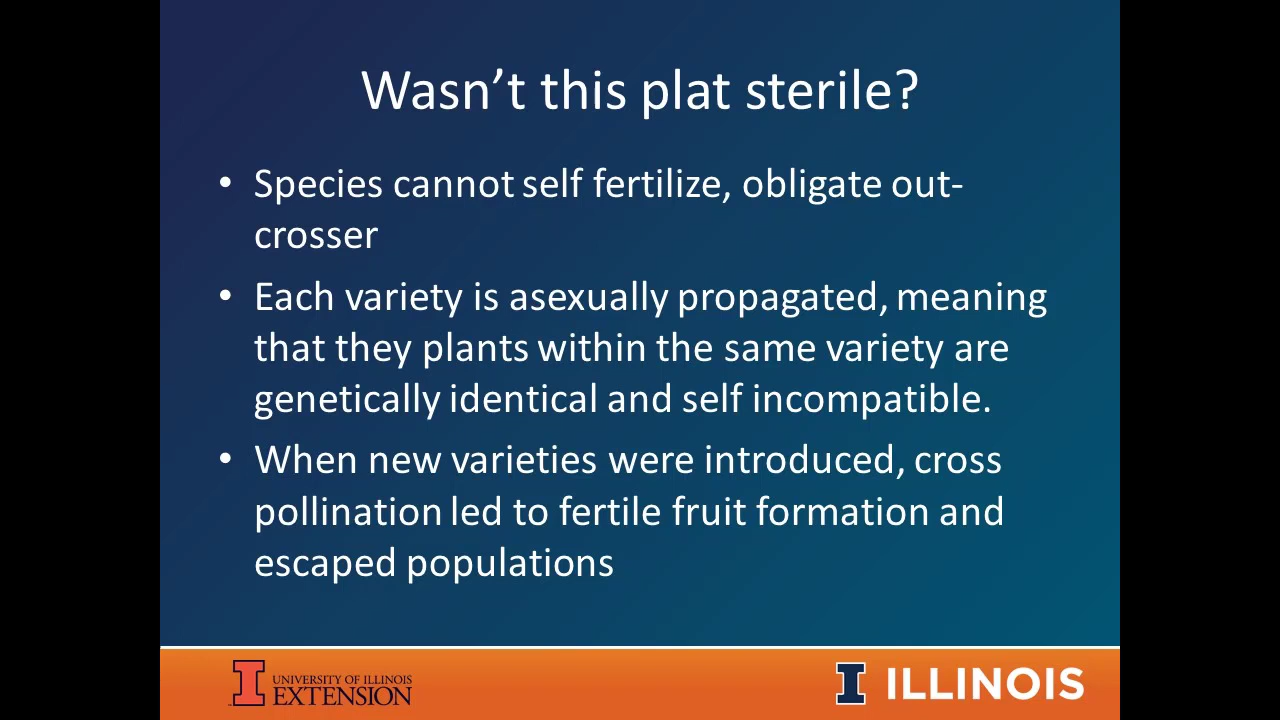 Wasn't this plat sterile?
• Species cannot self fertilize, obligate out-
crosser
• Each variety is asexually propagated, meaning
that they plants within the same variety are
genetically identical and self incompatible.
• When new varieties were introduced, cross
pollination led to fertile fruit formation and
escaped populations
I UNIVERSITY OF ILLINOIS
EXTENSION
I ILLINOIS